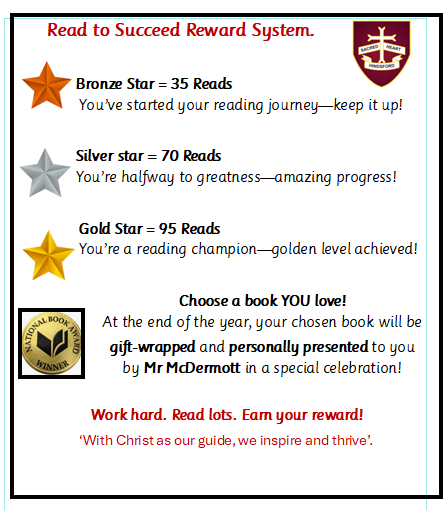 Read to Succeed Reward System.
SACRED HEART
HINDSFORD
Bronze Star = 35 Reads
You've started your reading journey—keep it up!
Silver star = 70 Reads
You're halfway to greatness—amazing progress!
Gold Star = 95 Reads
You're a reading champion—golden level achieved!
NATIONAL BOOK AWARD
WINNER
Choose a book YOU love!
At the end of the year, your chosen book will be
gift-wrapped and personally presented to you
by Mr McDermott in a special celebration!
Work hard. Read lots. Earn your reward!
‘With Christ as our guide, we inspire and thrive’.